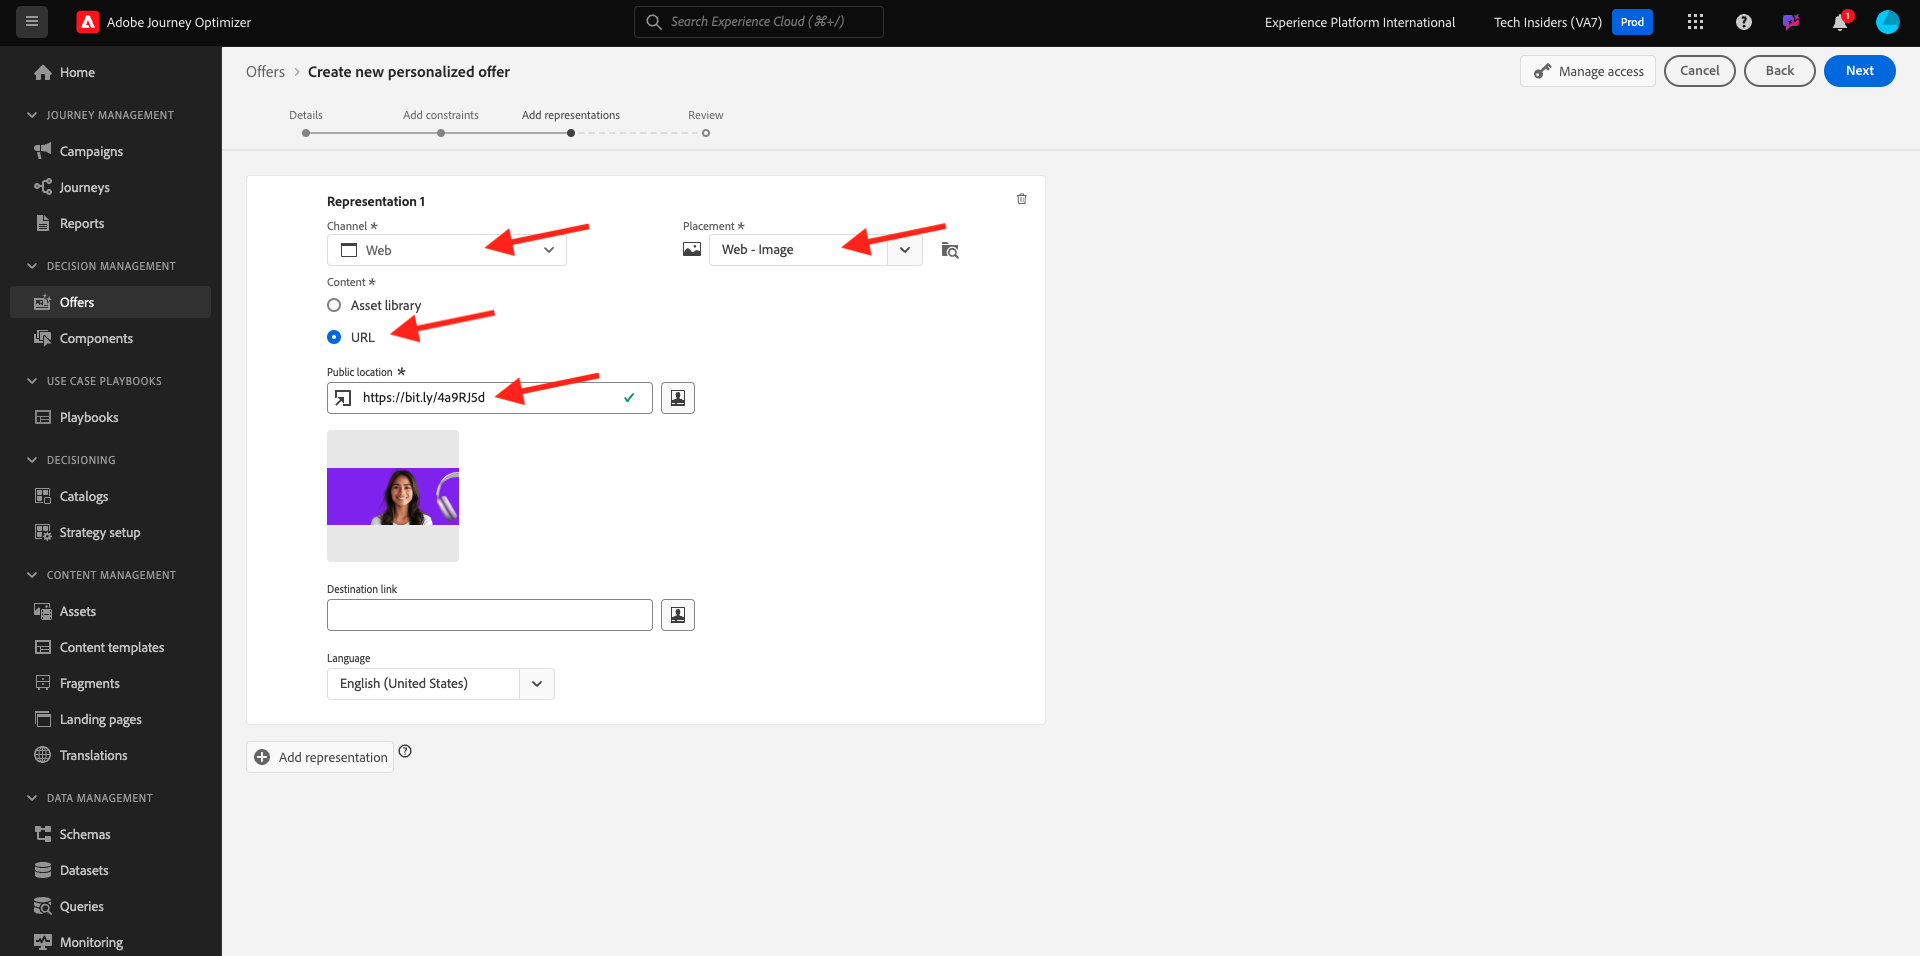 Adobe Journey Optimizer
Search Experience Cloud (⌘+/)
Experience Platform International
Tech Insiders (VA7)
Prod
1
Home
JOURNEY MANAGEMENT
Campaigns
Journeys
Reports
DECISION MANAGEMENT
Offers
Components
USE CASE PLAYBOOKS
Playbooks
DECISIONING
Catalogs
Strategy setup
CONTENT MANAGEMENT
Assets
Content templates
Fragments
Landing pages
Translations
DATA MANAGEMENT
Schemas
Datasets
Queries
Monitoring
Offers > Create new personalized offer
Manage access
Cancel
Back
Next
Details
Add constraints
Add representations
Review
Representation 1
Channel *
Web
Placement *
Web - Image
Content *
Asset library
URL
Public location *
https://bit.ly/4a9RJ5d
Destination link
Language
English (United States)
Add representation